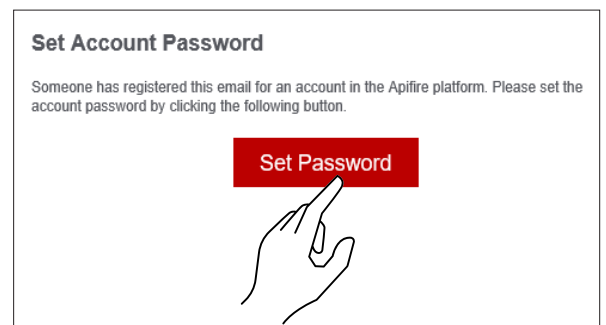 Set Account Password
Someone has registered this email for an account in the Apifire platform. Please set the
account password by clicking the following button.
Set Password